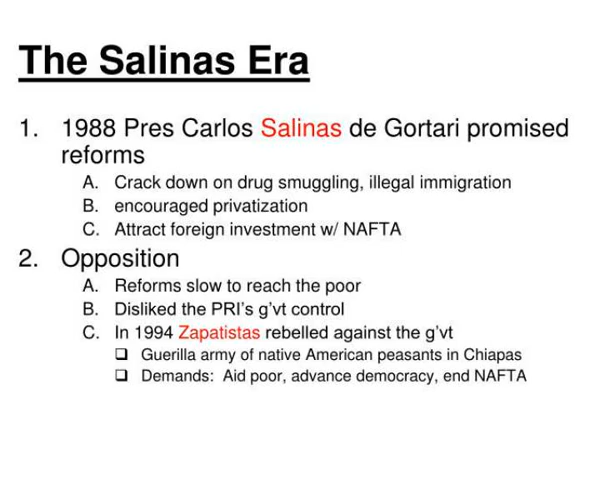 The Salinas Era
1. 1988 Pres Carlos Salinas de Gortari promised
reforms
A. Crack down on drug smuggling, illegal immigration
B. encouraged privatization
C. Attract foreign investment w/ NAFTA
2. Opposition
A. Reforms slow to reach the poor
B. Disliked the PRI's g'vt control
C. In 1994 Zapatistas rebelled against the g'vt
❑ Guerilla army of native American peasants in Chiapas
❑ Demands: Aid poor, advance democracy, end NAFTA